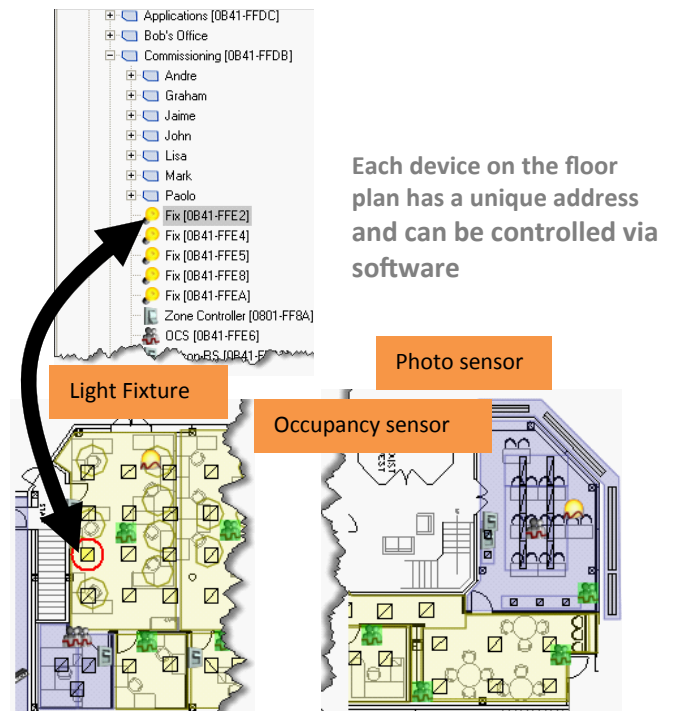 Applications [0B41-FFDC]
Bob's Office
Commissioning [0B41-FFDB]
Andre
Graham
Jaime
John
Lisa
Mark
Paolo
Fix [0B41-FFE2]
Fix [0B41-FFE4]
Fix [0B41-FFE5]
Fix [0B41-FFE8]
Fix [0B41-FFEA]
Zone Controller [0801-FF8A]
OCS [0B41-FFE6]
Each device on the floor
plan has a unique address
and can be controlled via
software
Photo sensor
Light Fixture
Occupancy sensor
EXIST
S
S
S